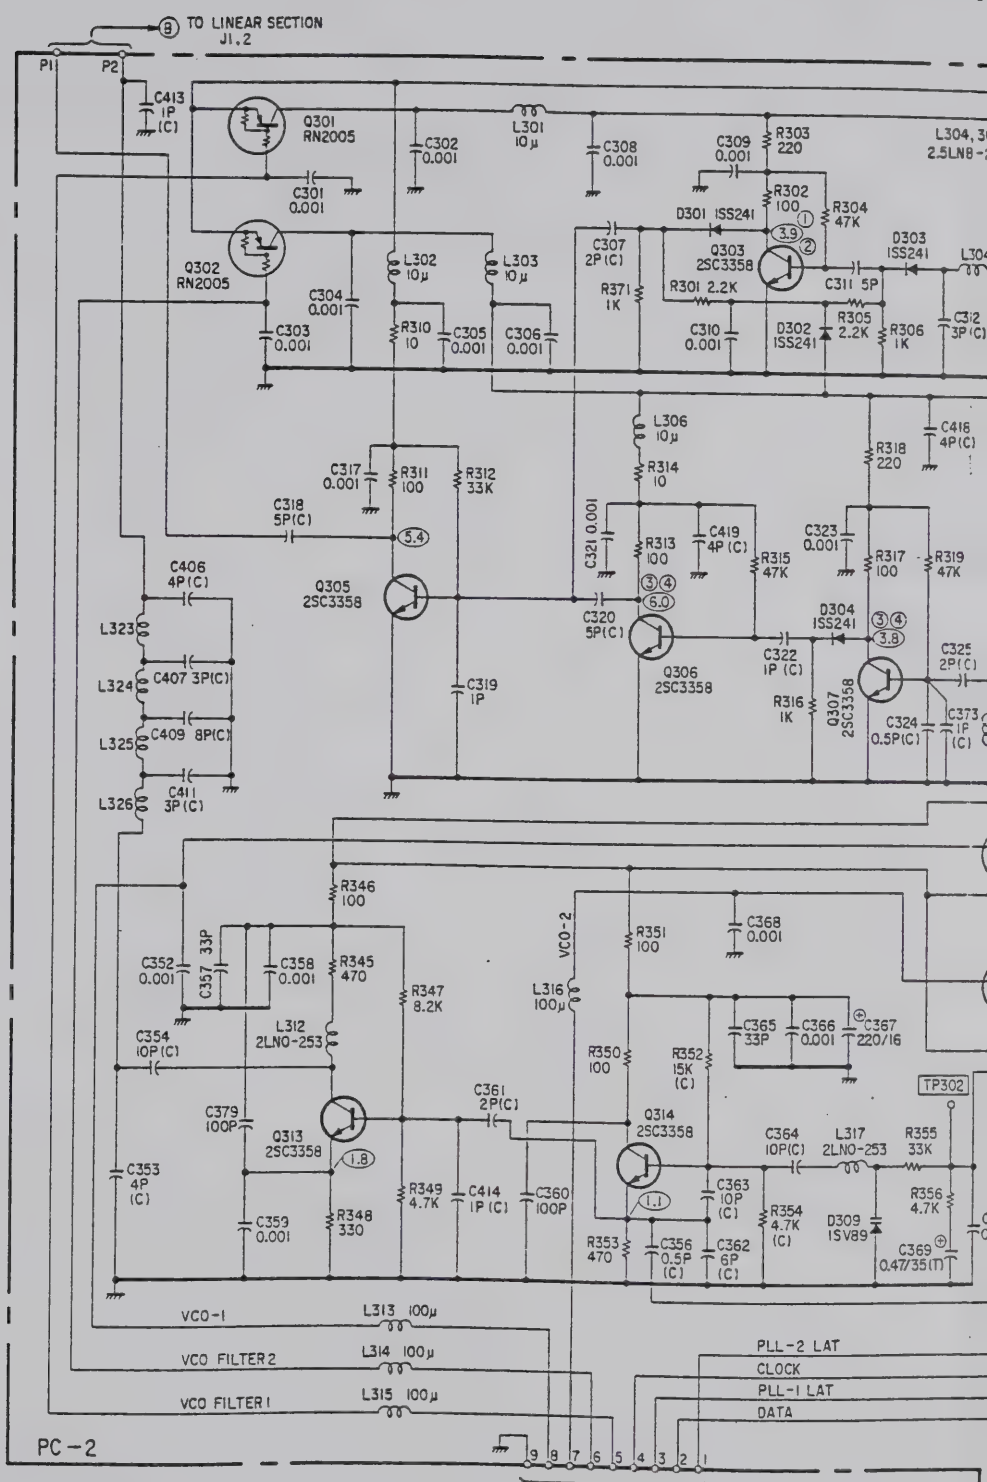 B TO LINEAR SECTION
J1.2
P1
P2
C413
1P
(C)
Q301
RN2005
L301
10µ
C302
0.001
C308
0.001
C309
0.001
R303
220
C301
0.001
R302
100
R304
47K
D301 1SS241
1
3.9
2
C307
2P(C)
Q303
2SC3358
D303
1SS241
Q302
RN2005
L302
10µ
L303
10µ
R371
1K
R301 2.2K
C311 5P
C304
0.001
C303
0.001
R310
10
C305
0.001
C306
0.001
C310
0.001
D302
1SS241
R305
2.2K
R306
1K
C312
3P(C)
L306
10µ
R314
10
R318
220
C418
4P(C)
C317
0.001
R311
100
R312
33K
C318
5P(C)
5.4
C321 0.001
R313
100
C419
4P(C)
R315
47K
C323
0.001
R317
100
R319
47K
C406
4P(C)
Q305
2SC3358
3 4
6.0
C320
5P(C)
D304
1SS241
3 4
3.8
L323
L324
C407 3P(C)
Q306
2SC3358
C322
1P (C)
C325
2P(C)
C319
1P
R316
1K
Q307
2SC3358
C324
0.5P(C)
C373
1P
(C)
L325
C409 8P(C)
L326
C411
3P(C)
R346
100
C352
0.001
C357 33P
C358
0.001
R345
470
R347
8.2K
VCO-2
R351
100
C368
0.001
L316
100µ
L312
2LN0-253
C354
10P(C)
R350
100
R352
15K
(C)
C365
33P
C366
0.001
C367
220/16
C379
100P
Q313
2SC3358
C361
2P(C)
Q314
2SC3358
TP302
C364
10P(C)
L317
2LN0-253
R355
33K
1.8
C353
4P
(C)
R349
4.7K
C414
1P(C)
C360
100P
1.1
C363
10P
(C)
R354
4.7K
(C)
D309
1SV89
R356
4.7K
C359
0.001
R348
330
R353
470
C356
0.5P
(C)
C362
6P
(C)
C369
0.47/35(T)
VCO-1
L313 100µ
VCO FILTER2
L314 100µ
VCO FILTER1
L315 100µ
PLL-2 LAT
CLOCK
PLL-1 LAT
DATA
PC-2
9 8 7 6 5 4 3 2 1